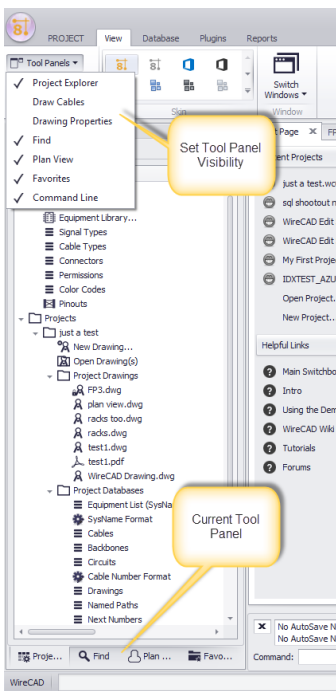 PROJECT View Database Plugins Reports
Tool Panels
Switch
Windows
Skin
Window
Project Explorer
Draw Cables
Drawing Properties
Find
Plan View
Favorites
Command Line
Set Tool Panel
Visibility
Page X
just a test.wc
sql shootout
WireCAD Edit
WireCAD Edit
My First Proje
IDXTEST_AZU
Open Project..
New Project...
Helpful Links
Main Switchbo
Intro
Using the Dem
WireCAD Wiki
Tutorials
Forums
Equipment Library...
Signal Types
Cable Types
Connectors
Permissions
Color Codes
Pinouts
Projects
just a test
New Drawing...
Open Drawing(s)
Project Drawings
FP3.dwg
plan view.dwg
racks too.dwg
racks.dwg
test1.dwg
test1.pdf
WireCAD Drawing.dwg
Project Databases
Equipment List (SysNa
SysName Format
Cables
Backbones
Circuits
Cable Number Format
Drawings
Named Paths
Next Numbers
Current Tool
Panel
Proje... Find Plan ... Favo...
X No AutoSave N
No AutoSave N
Command:
WireCAD